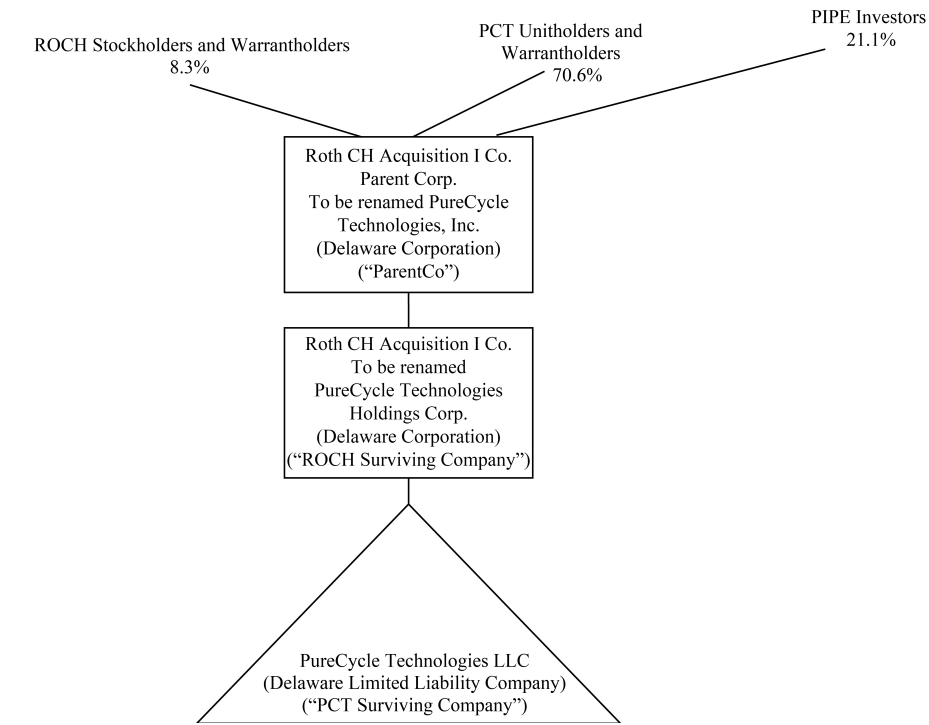 ROCH Stockholders and Warrantholders
8.3%
PCT Unitholders and
Warrantholders
70.6%
PIPE Investors
21.1%
Roth CH Acquisition I Co.
Parent Corp.
To be renamed PureCycle
Technologies, Inc.
(Delaware Corporation)
(“ParentCo”)
Roth CH Acquisition I Co.
To be renamed
PureCycle Technologies
Holdings Corp.
(Delaware Corporation)
(“ROCH Surviving Company”)
PureCycle Technologies LLC
(Delaware Limited Liability Company)
(“PCT Surviving Company”)